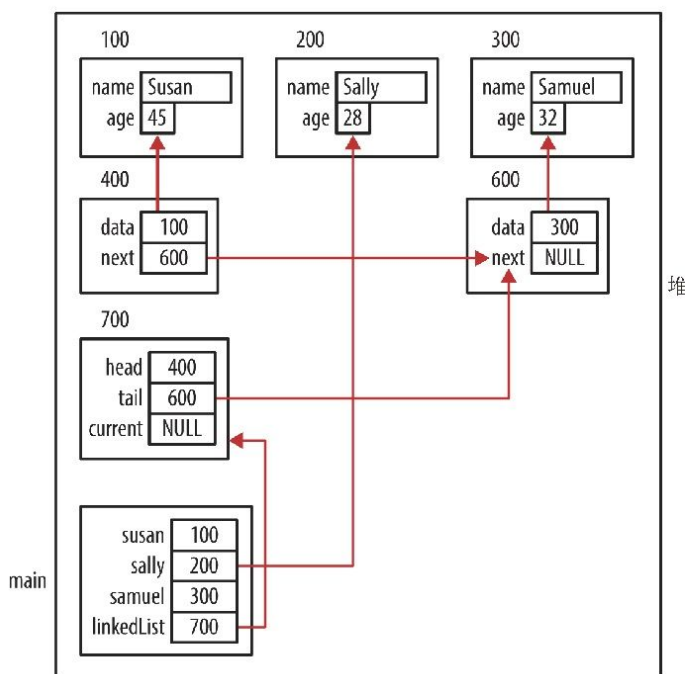 100 200 300
name Susan name Sally name Samuel
age 45 age 28 age 32
400 600
data 100 data 300
next 600 next NULL
堆
700
head 400
tail 600
current NULL
susan 100
sally 200
main
samuel 300
linkedList 700